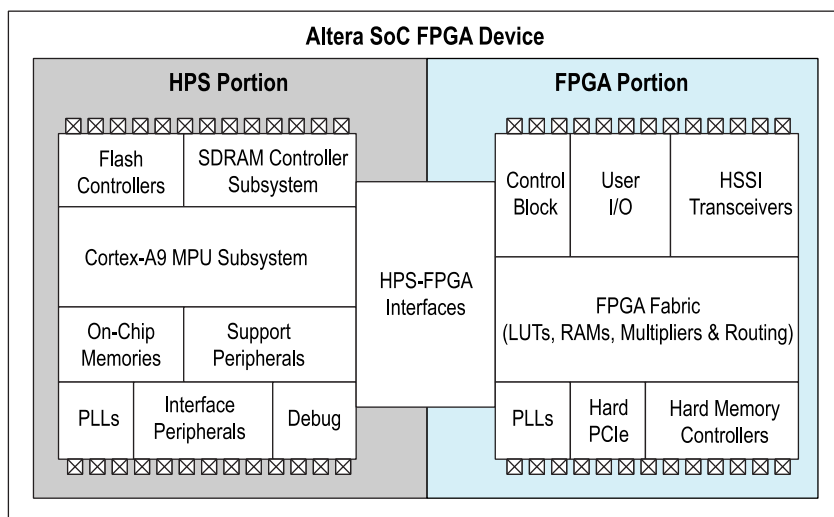 Altera SoC FPGA Device
HPS Portion
FPGA Portion
Flash
Controllers
SDRAM Controller
Subsystem
Cortex-A9 MPU Subsystem
On-Chip
Memories
Support
Peripherals
PLLs
Interface
Peripherals
Debug
HPS-FPGA
Interfaces
Control
Block
User
I/O
HSSI
Transceivers
FPGA Fabric
(LUTs, RAMs, Multipliers & Routing)
PLLs
Hard
PCIe
Hard Memory
Controllers